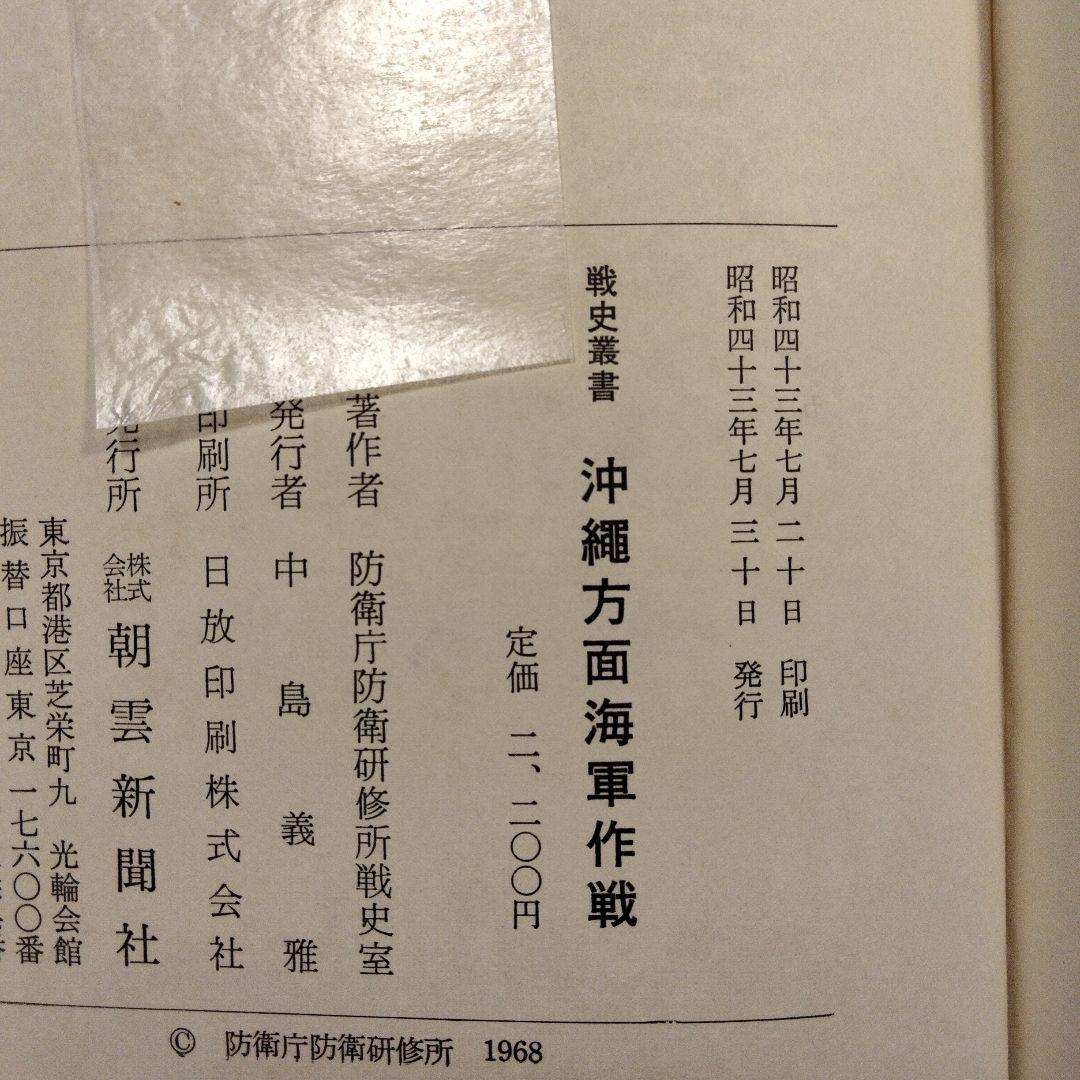 昭和四十三年七月二十日 印刷
昭和四十三年七月三十日 発行
戦史叢書 沖繩方面海軍作戦
定価 二、二〇〇円
著作者 防衛庁防衛研修所戦史室
発行者 中島義雅
印刷所 日放印刷株式会社
発行所 株式会社 朝雲新聞社
東京都港区芝栄町九 光輪会館
振替口座東京一七六〇〇番
© 防衛庁防衛研修所 1968